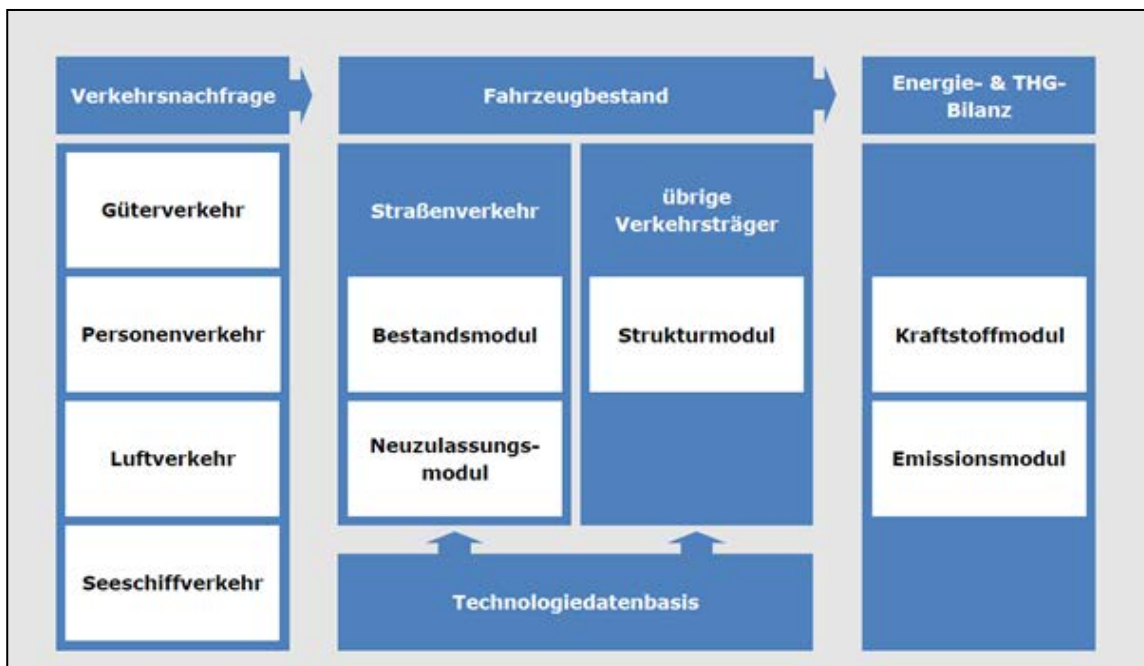 Verkehrsnachfrage
Fahrzeugbestand
Energie- & THG-
Bilanz
Güterverkehr
Personenverkehr
Luftverkehr
Seeschiffverkehr
Straßenverkehr
Bestandsmodul
Neuzulassungs-
modul
übrige
Verkehrsträger
Strukturmodul
Technologiedatenbasis
Kraftstoffmodul
Emissionsmodul